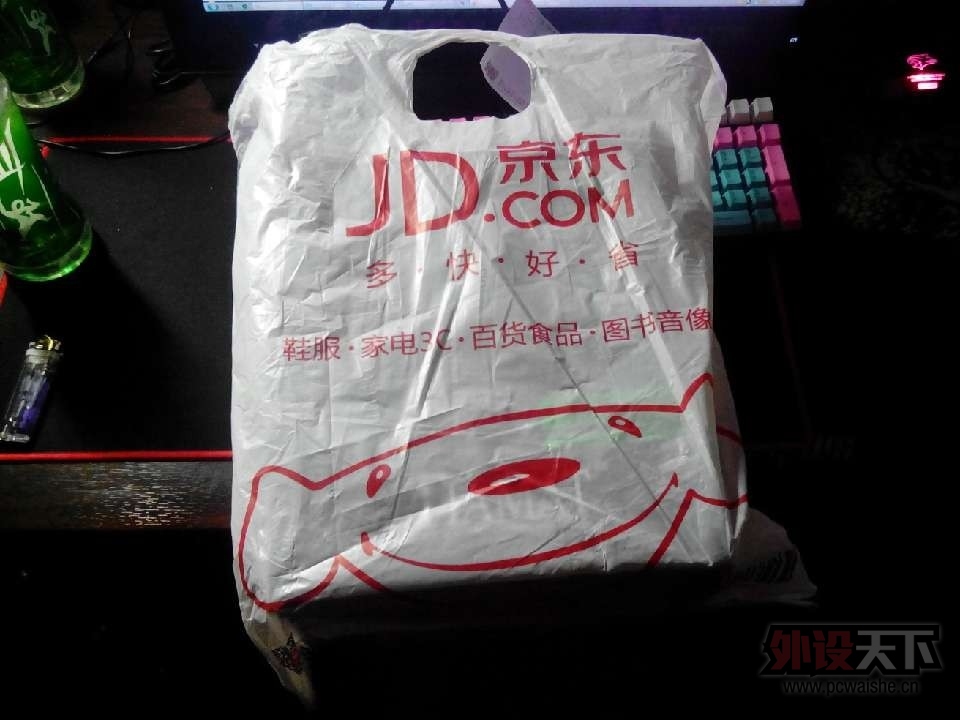 JD 京东
.COM
多·快·好·省
鞋服·家电3C·百货食品·图书音像
外设天下
www.pcwaishe.cn